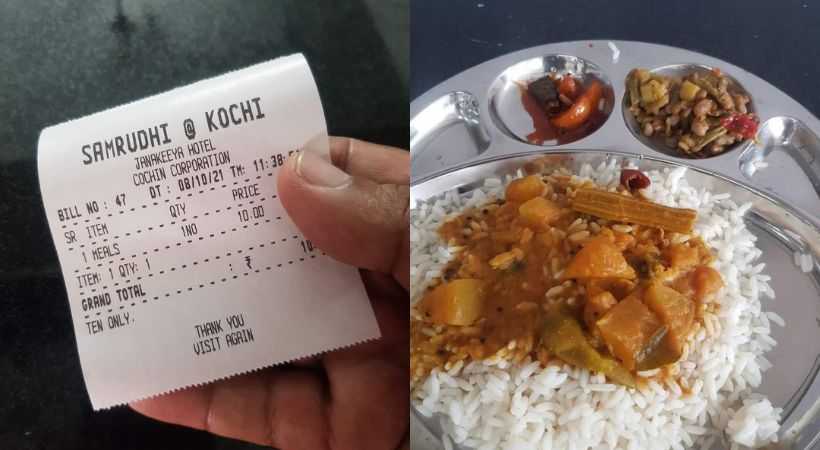 SAMRUDHI @ KOCHI
JANAKEEYA HOTEL
COCHIN CORPORATION
BILL NO : 47 DT : 08/10/21 TM: 11:38
SR ITEM QTY PRICE
1 MEALS 1NO 10.00
ITEM: 1 QTY: 1
GRAND TOTAL : ₹
TEN ONLY.
THANK YOU
VISIT AGAIN